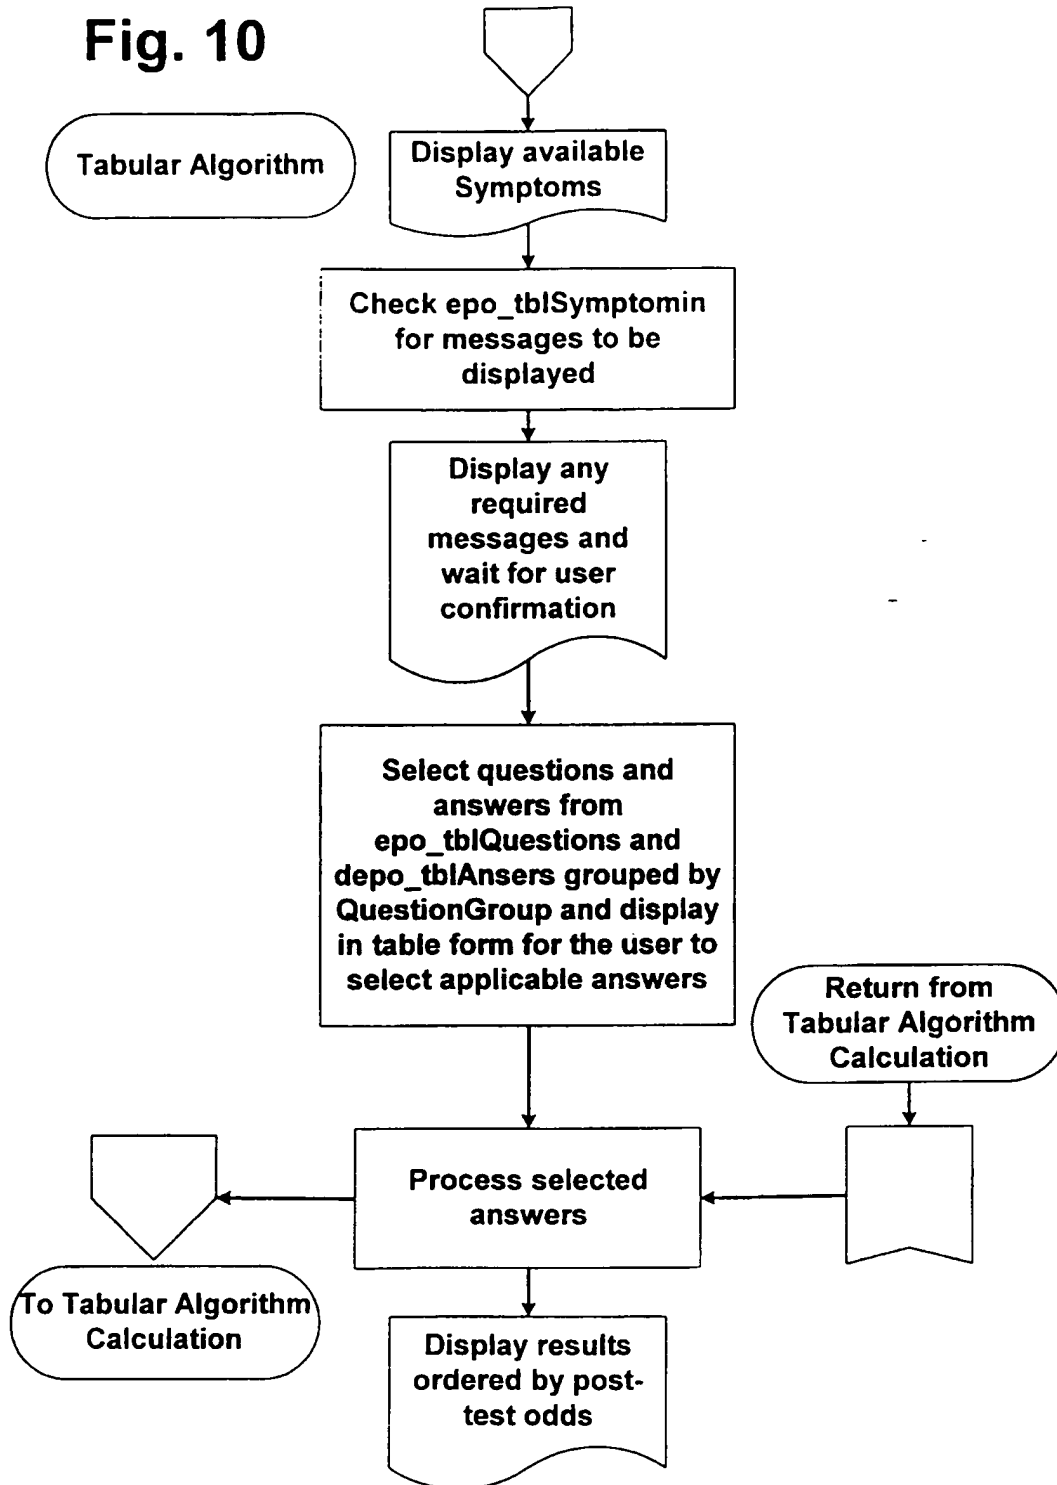 Fig. 10
Tabular Algorithm
Display available
Symptoms
Check epo_tblSymptomin
for messages to be
displayed
Display any
required
messages and
wait for user
confirmation
Select questions and
answers from
epo_tblQuestions and
depo_tblAnsers grouped by
QuestionGroup and display
in table form for the user to
select applicable answers
Return from
Tabular Algorithm
Calculation
Process selected
answers
To Tabular Algorithm
Calculation
Display results
ordered by post-
test odds